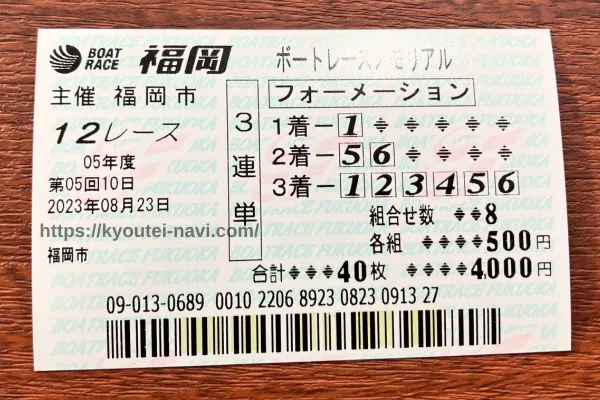 BOAT RACE 福岡
ボートレースメモリアル
主催 福岡市
12レース
05年度
第05回10日
2023年08月23日
https://kyoutei-navi.com/
福岡市
3連単
フォーメーション
1着－1
2着－56
3着－123456
組合せ数 8
各組 500円
合計 40枚 4,000円
09-013-0689 0010 2206 8923 0823 0913 27